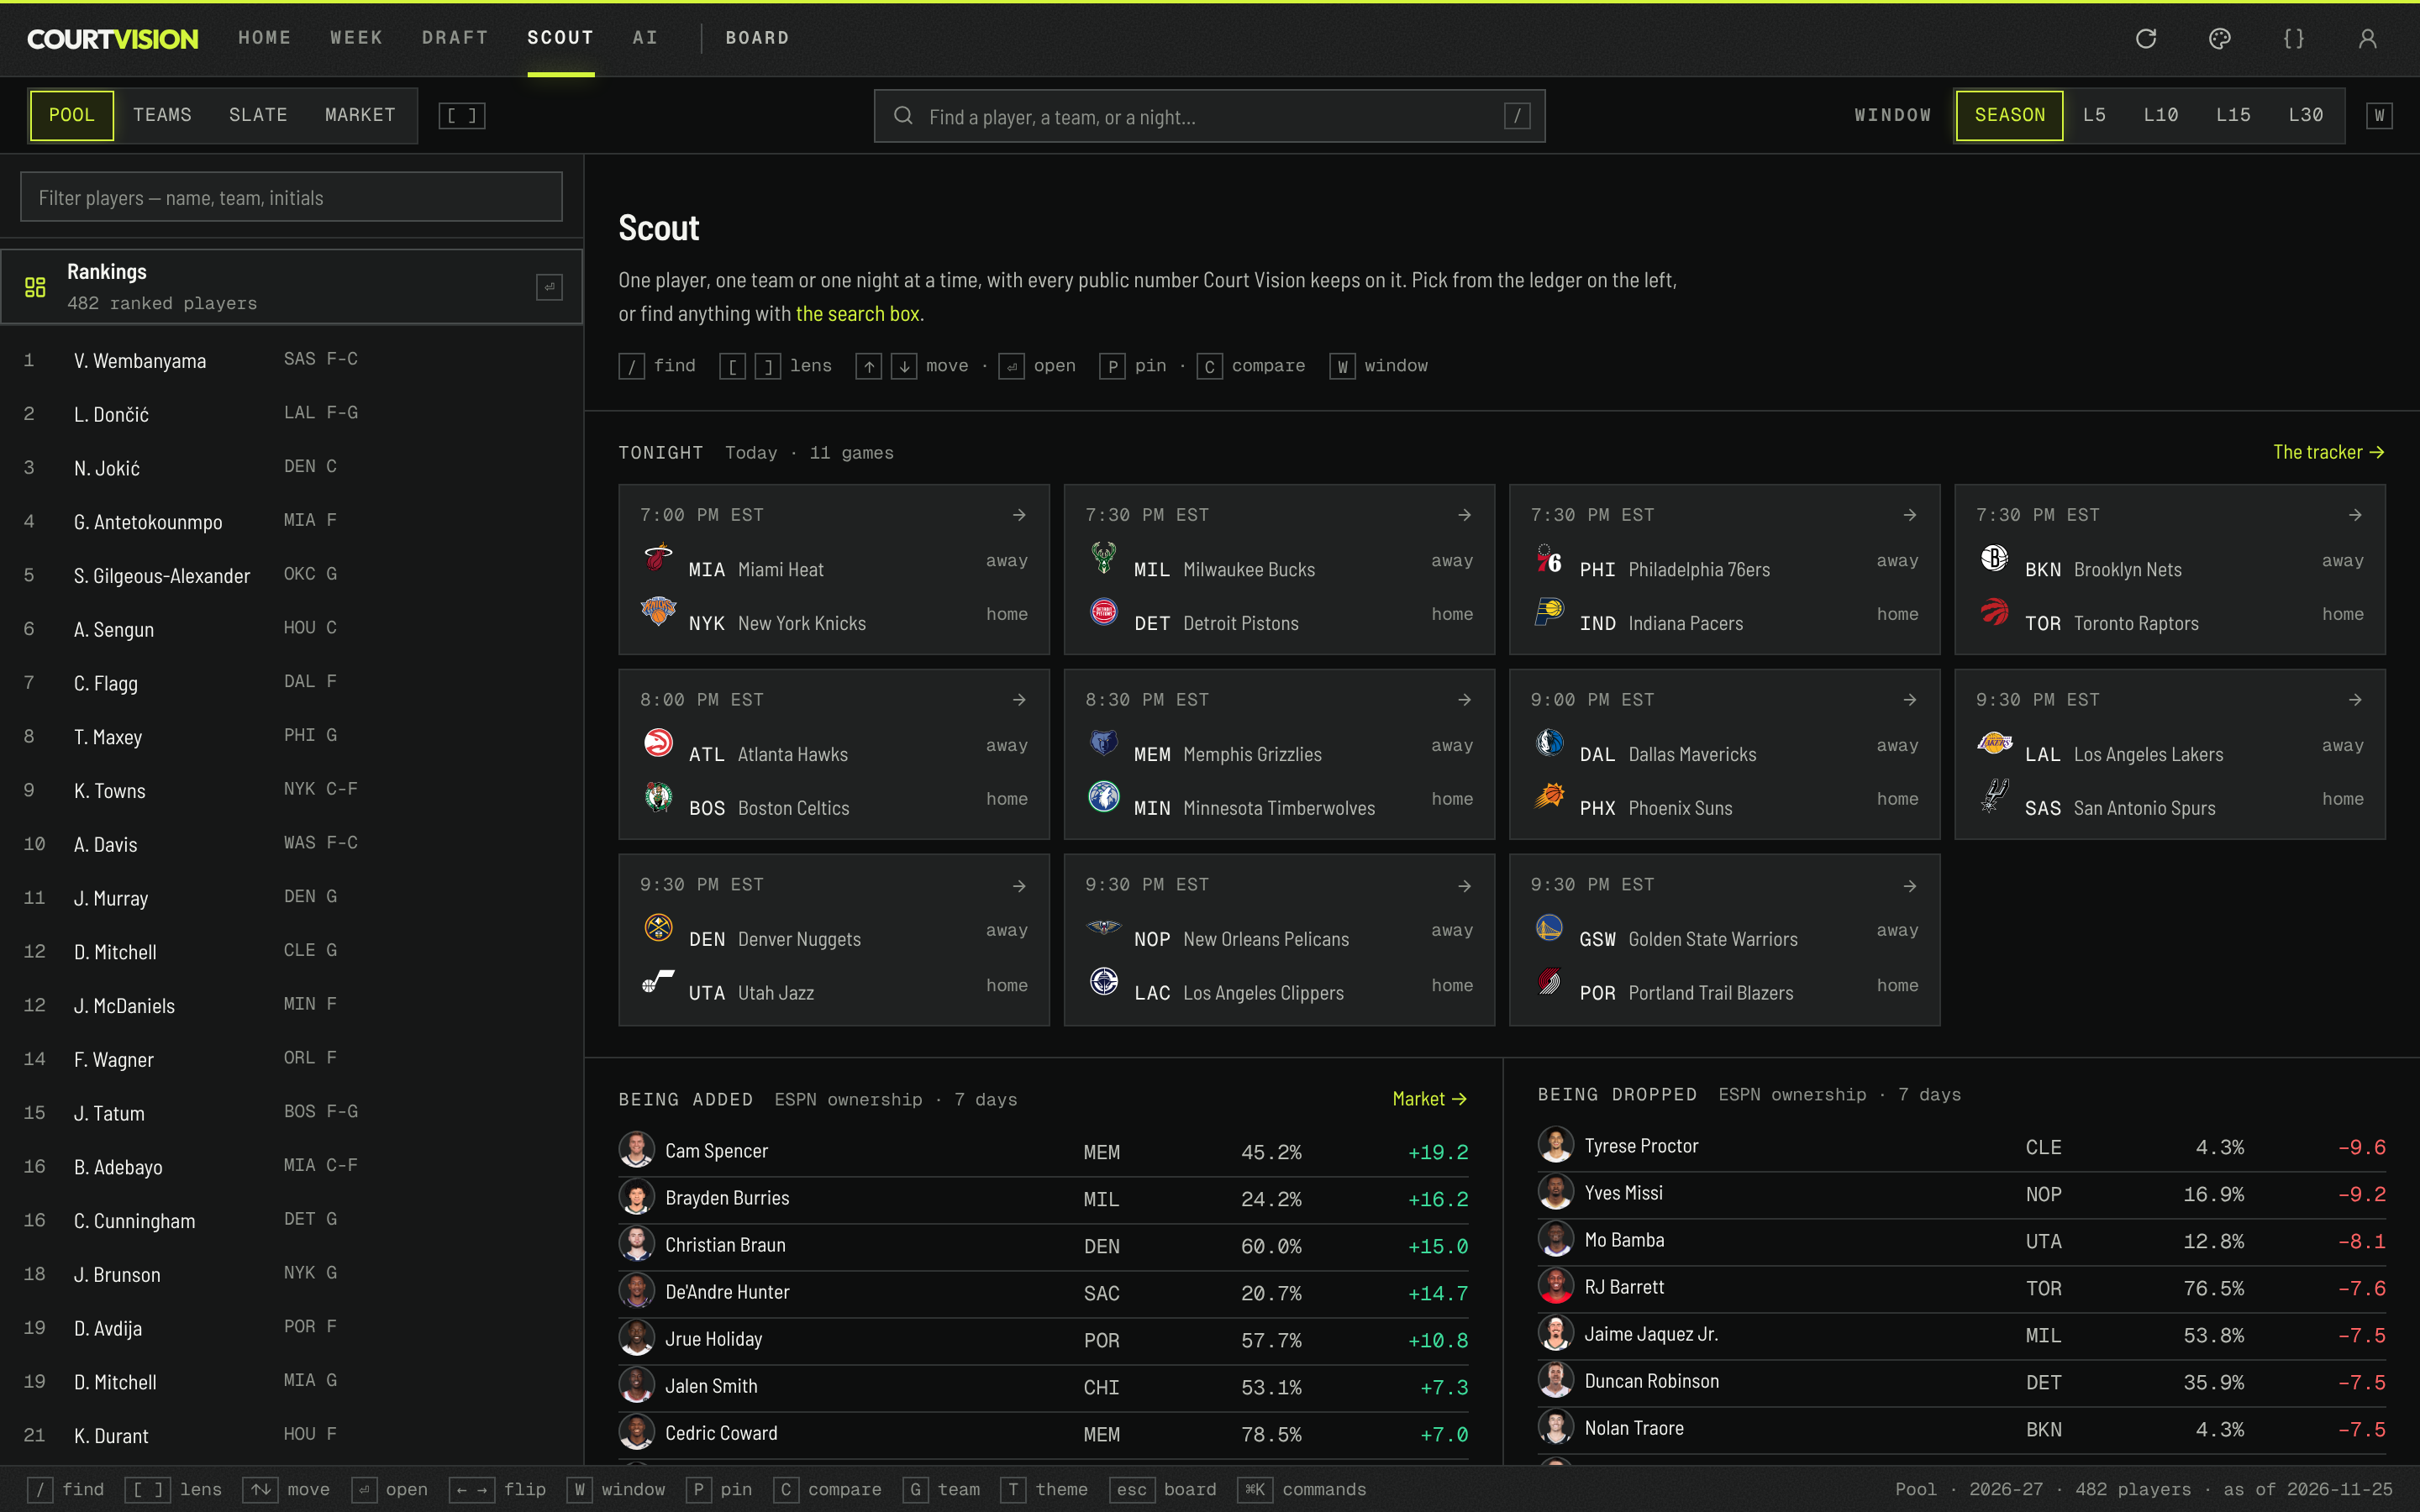 COURTVISION HOME WEEK DRAFT SCOUT AI BOARD { }
POOL TEAMS SLATE MARKET [ ] Find a player, a team, or a night... / WINDOW SEASON L5 L10 L15 L30 W
Filter players — name, team, initials
Rankings
482 ranked players
1 V. Wembanyama SAS F-C
2 L. Dončić LAL F-G
3 N. Jokić DEN C
4 G. Antetokounmpo MIA F
5 S. Gilgeous-Alexander OKC G
6 A. Sengun HOU C
7 C. Flagg DAL F
8 T. Maxey PHI G
9 K. Towns NYK C-F
10 A. Davis WAS F-C
11 J. Murray DEN G
12 D. Mitchell CLE G
12 J. McDaniels MIN F
14 F. Wagner ORL F
15 J. Tatum BOS F-G
16 B. Adebayo MIA C-F
16 C. Cunningham DET G
18 J. Brunson NYK G
19 D. Avdija POR F
19 D. Mitchell MIA G
21 K. Durant HOU F
Scout
One player, one team or one night at a time, with every public number Court Vision keeps on it. Pick from the ledger on the left,
or find anything with the search box.
/ find [ ] lens ↑ ↓ move · ⏎ open P pin · C compare W window
TONIGHT Today · 11 games The tracker →
7:00 PM EST →
MIA Miami Heat away
NYK New York Knicks home
7:30 PM EST →
MIL Milwaukee Bucks away
DET Detroit Pistons home
7:30 PM EST →
PHI Philadelphia 76ers away
IND Indiana Pacers home
7:30 PM EST →
BKN Brooklyn Nets away
TOR Toronto Raptors home
8:00 PM EST →
ATL Atlanta Hawks away
BOS Boston Celtics home
8:30 PM EST →
MEM Memphis Grizzlies away
MIN Minnesota Timberwolves home
9:00 PM EST →
DAL Dallas Mavericks away
PHX Phoenix Suns home
9:30 PM EST →
LAL Los Angeles Lakers away
SAS San Antonio Spurs home
9:30 PM EST →
DEN Denver Nuggets away
UTA Utah Jazz home
9:30 PM EST →
NOP New Orleans Pelicans away
LAC Los Angeles Clippers home
9:30 PM EST →
GSW Golden State Warriors away
POR Portland Trail Blazers home
BEING ADDED ESPN ownership · 7 days Market →
Cam Spencer MEM 45.2% +19.2
Brayden Burries MIL 24.2% +16.2
Christian Braun DEN 60.0% +15.0
De'Andre Hunter SAC 20.7% +14.7
Jrue Holiday POR 57.7% +10.8
Jalen Smith CHI 53.1% +7.3
Cedric Coward MEM 78.5% +7.0
BEING DROPPED ESPN ownership · 7 days
Tyrese Proctor CLE 4.3% −9.6
Yves Missi NOP 16.9% −9.2
Mo Bamba UTA 12.8% −8.1
RJ Barrett TOR 76.5% −7.6
Jaime Jaquez Jr. MIL 53.8% −7.5
Duncan Robinson DET 35.9% −7.5
Nolan Traore BKN 4.3% −7.5
/ find [ ] lens ↑↓ move ⏎ open ← → flip W window P pin C compare G team T theme esc board ⌘K commands Pool · 2026-27 · 482 players · as of 2026-11-25